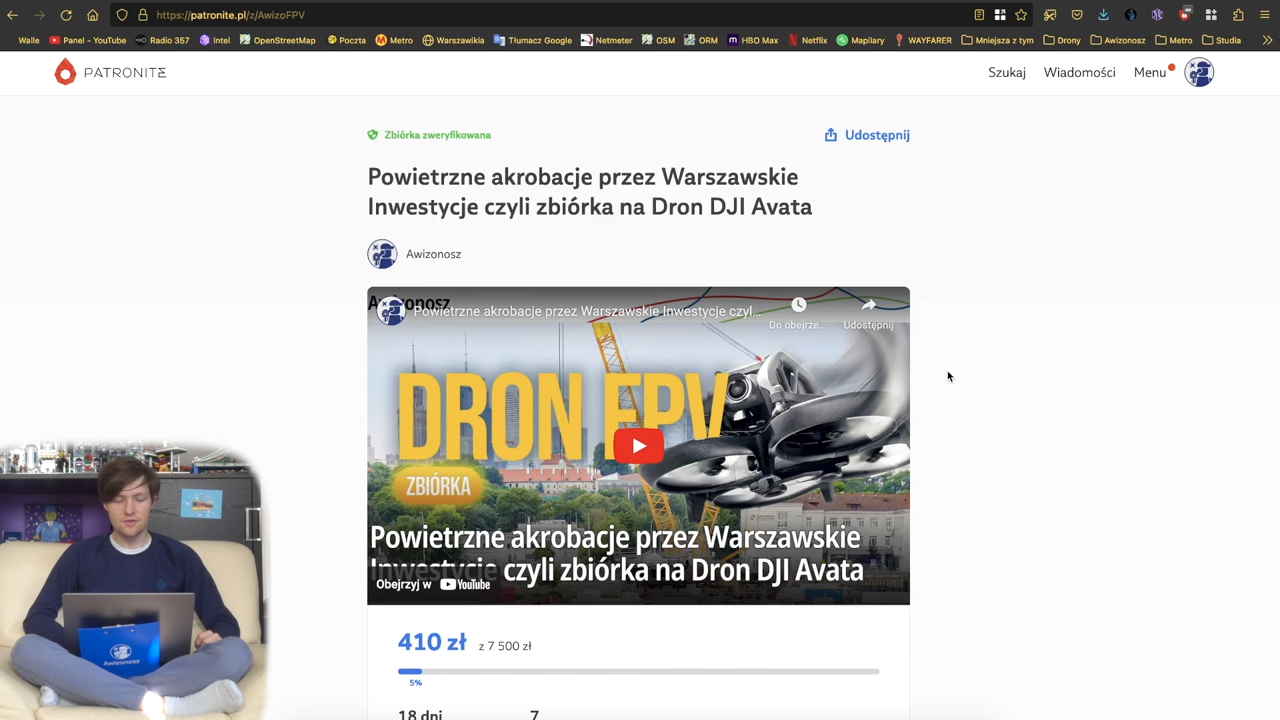 https://patronite.pl/z/AwizoFPV
Walle
Panel - YouTube
Radio 357
Intel
OpenStreetMap
Poczta
Metro
Warszawikia
Tłumacz Google
Netmeter
OSM
ORM
HBO Max
Netflix
Mapilary
WAYFARER
Mniejsza z tym
Drony
Awizonosz
Metro
Studia
PATRONITE
Szukaj
Wiadomości
Menu
Zbiórka zweryfikowana
Udostępnij
Powietrzne akrobacje przez Warszawskie
Inwestycje czyli zbiórka na Dron DJI Avata
Awizonosz
Awizonosz
Powietrzne akrobacje przez Warszawskie Inwestycje czyl...
Do obejrze...
Udostępnij
DRON FPV
ZBIÓRKA
Powietrzne akrobacje przez Warszawskie
Inwestycje czyli zbiórka na Dron DJI Avata
Obejrzyj w YouTube
410 zł
z 7 500 zł
5%
18 dni
7
Awizonosz